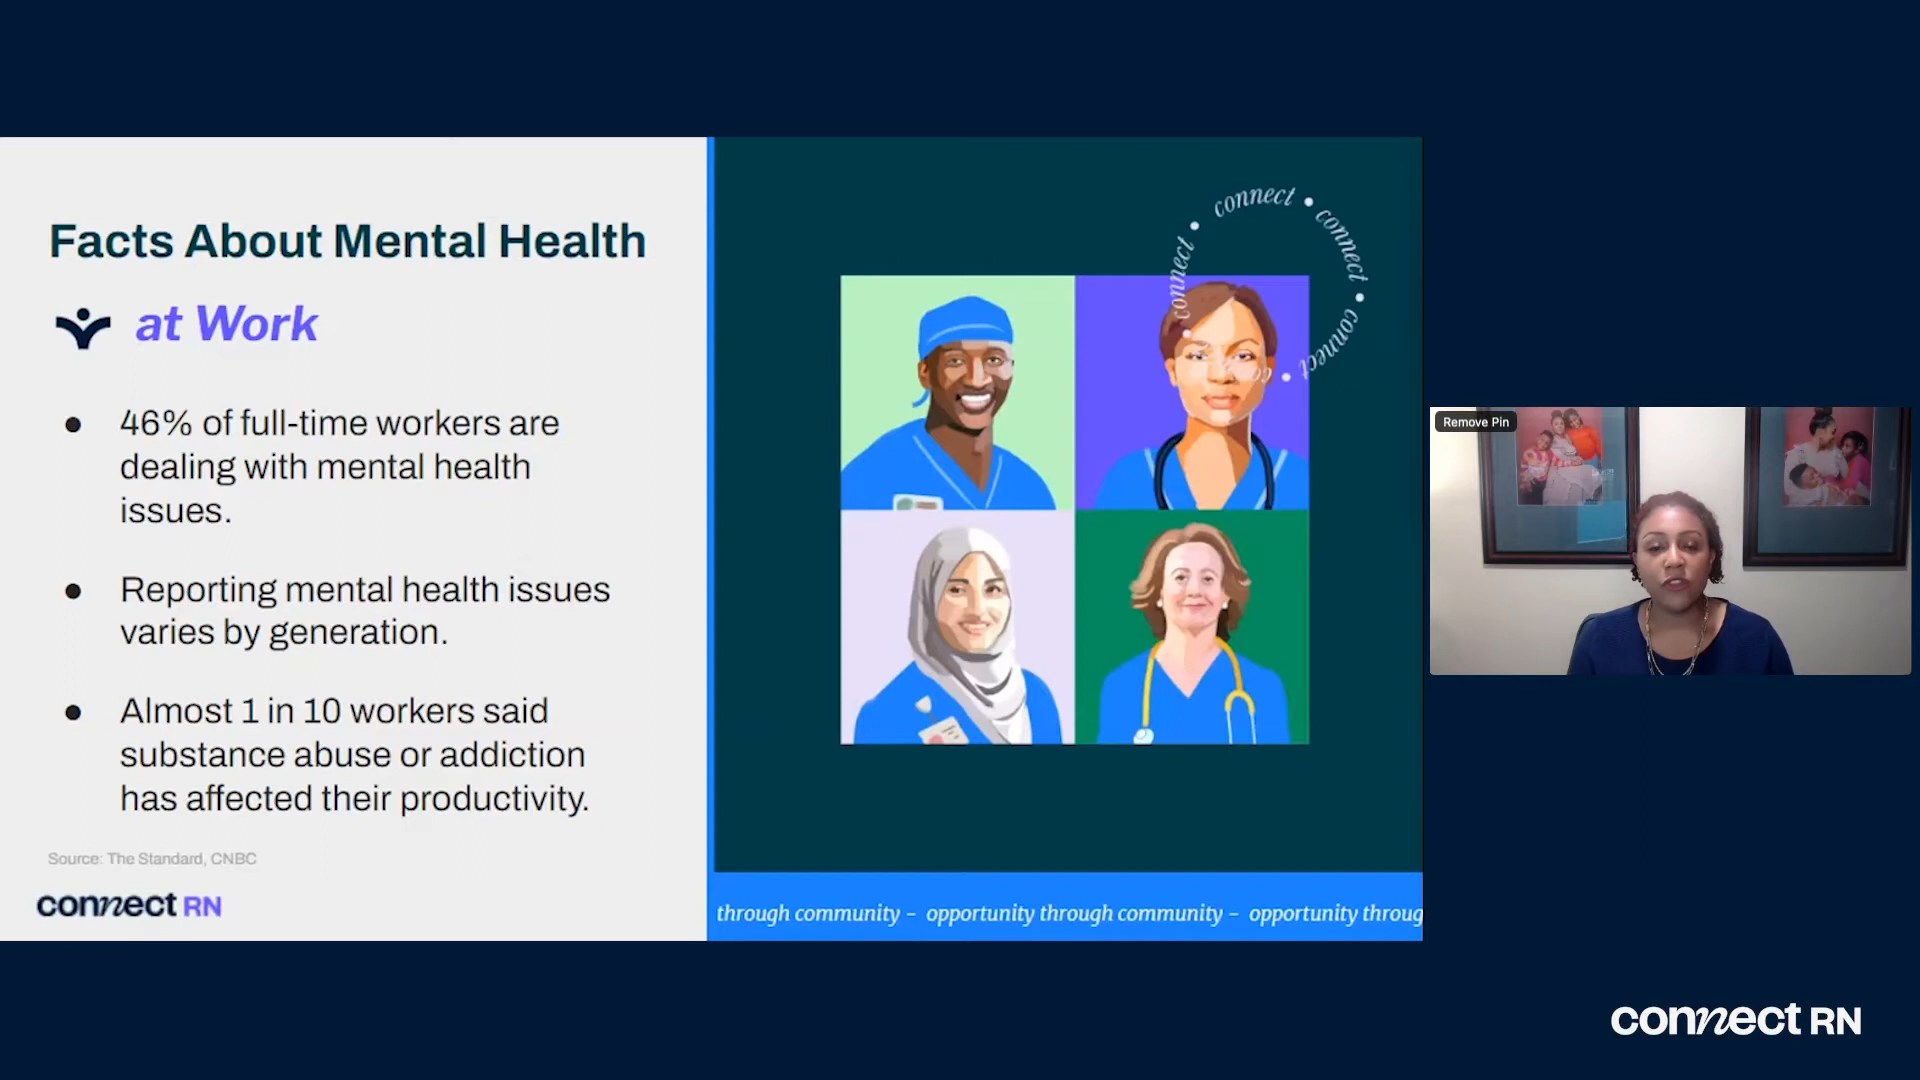 Facts About Mental Health
at Work
● 46% of full-time workers are
dealing with mental health
issues.
● Reporting mental health issues
varies by generation.
● Almost 1 in 10 workers said
substance abuse or addiction
has affected their productivity.
Source: The Standard, CNBC
connect RN
connect • connect • connect • co • connect •
through community – opportunity through community – opportunity throug
Remove Pin
connect RN